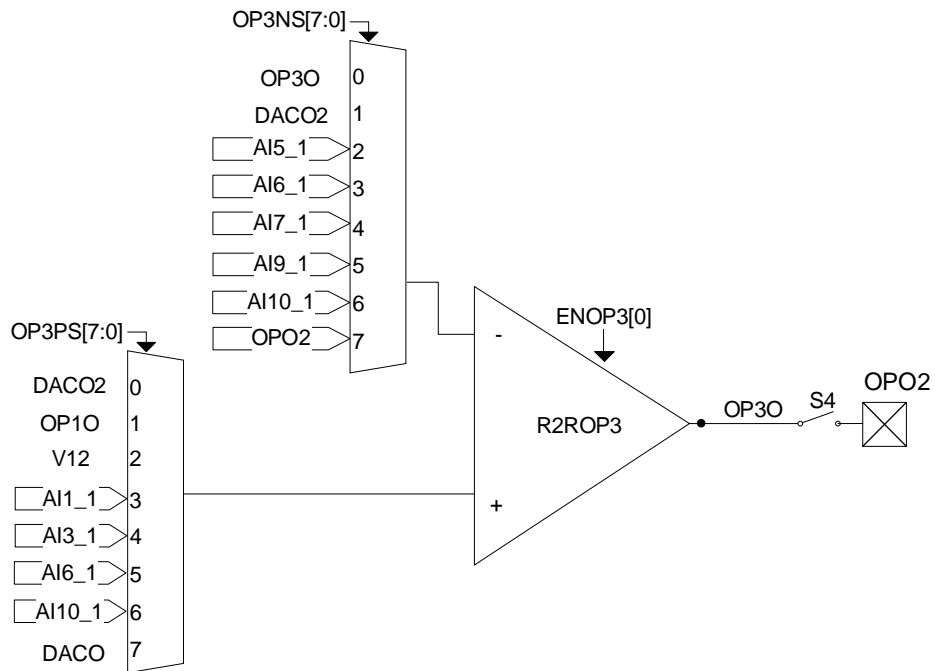 OP3NS[7:0]
OP3O 0
DACO2 1
AI5_1 2
AI6_1 3
AI7_1 4
AI9_1 5
AI10_1 6
OPO2 7
OP3PS[7:0]
DACO2 0
OP1O 1
V12 2
AI1_1 3
AI3_1 4
AI6_1 5
AI10_1 6
DACO 7
-
+
R2ROP3
ENOP3[0]
OP3O
S4
OPO2